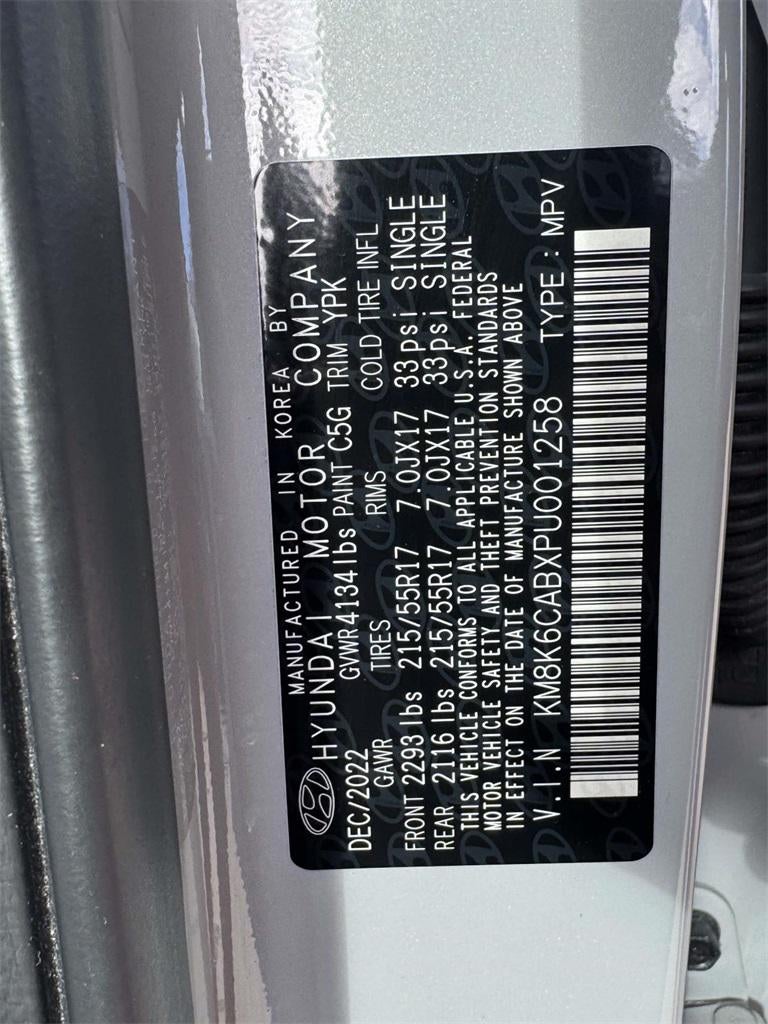 MANUFACTURED IN KOREA BY
HYUNDAI MOTOR COMPANY
DEC/2022 GVWR4134lbs PAINT C5G TRIM YPK
GAWR TIRES RIMS COLD TIRE INFL
FRONT 2293lbs 215/55R17 7.0JX17 33psi SINGLE
REAR 2116lbs 215/55R17 7.0JX17 33psi SINGLE
THIS VEHICLE CONFORMS TO ALL APPLICABLE U.S.A. FEDERAL
MOTOR VEHICLE SAFETY AND THEFT PREVENTION STANDARDS
IN EFFECT ON THE DATE OF MANUFACTURE SHOWN ABOVE
V.I.N KM8K6CABXPU001258 TYPE : MPV